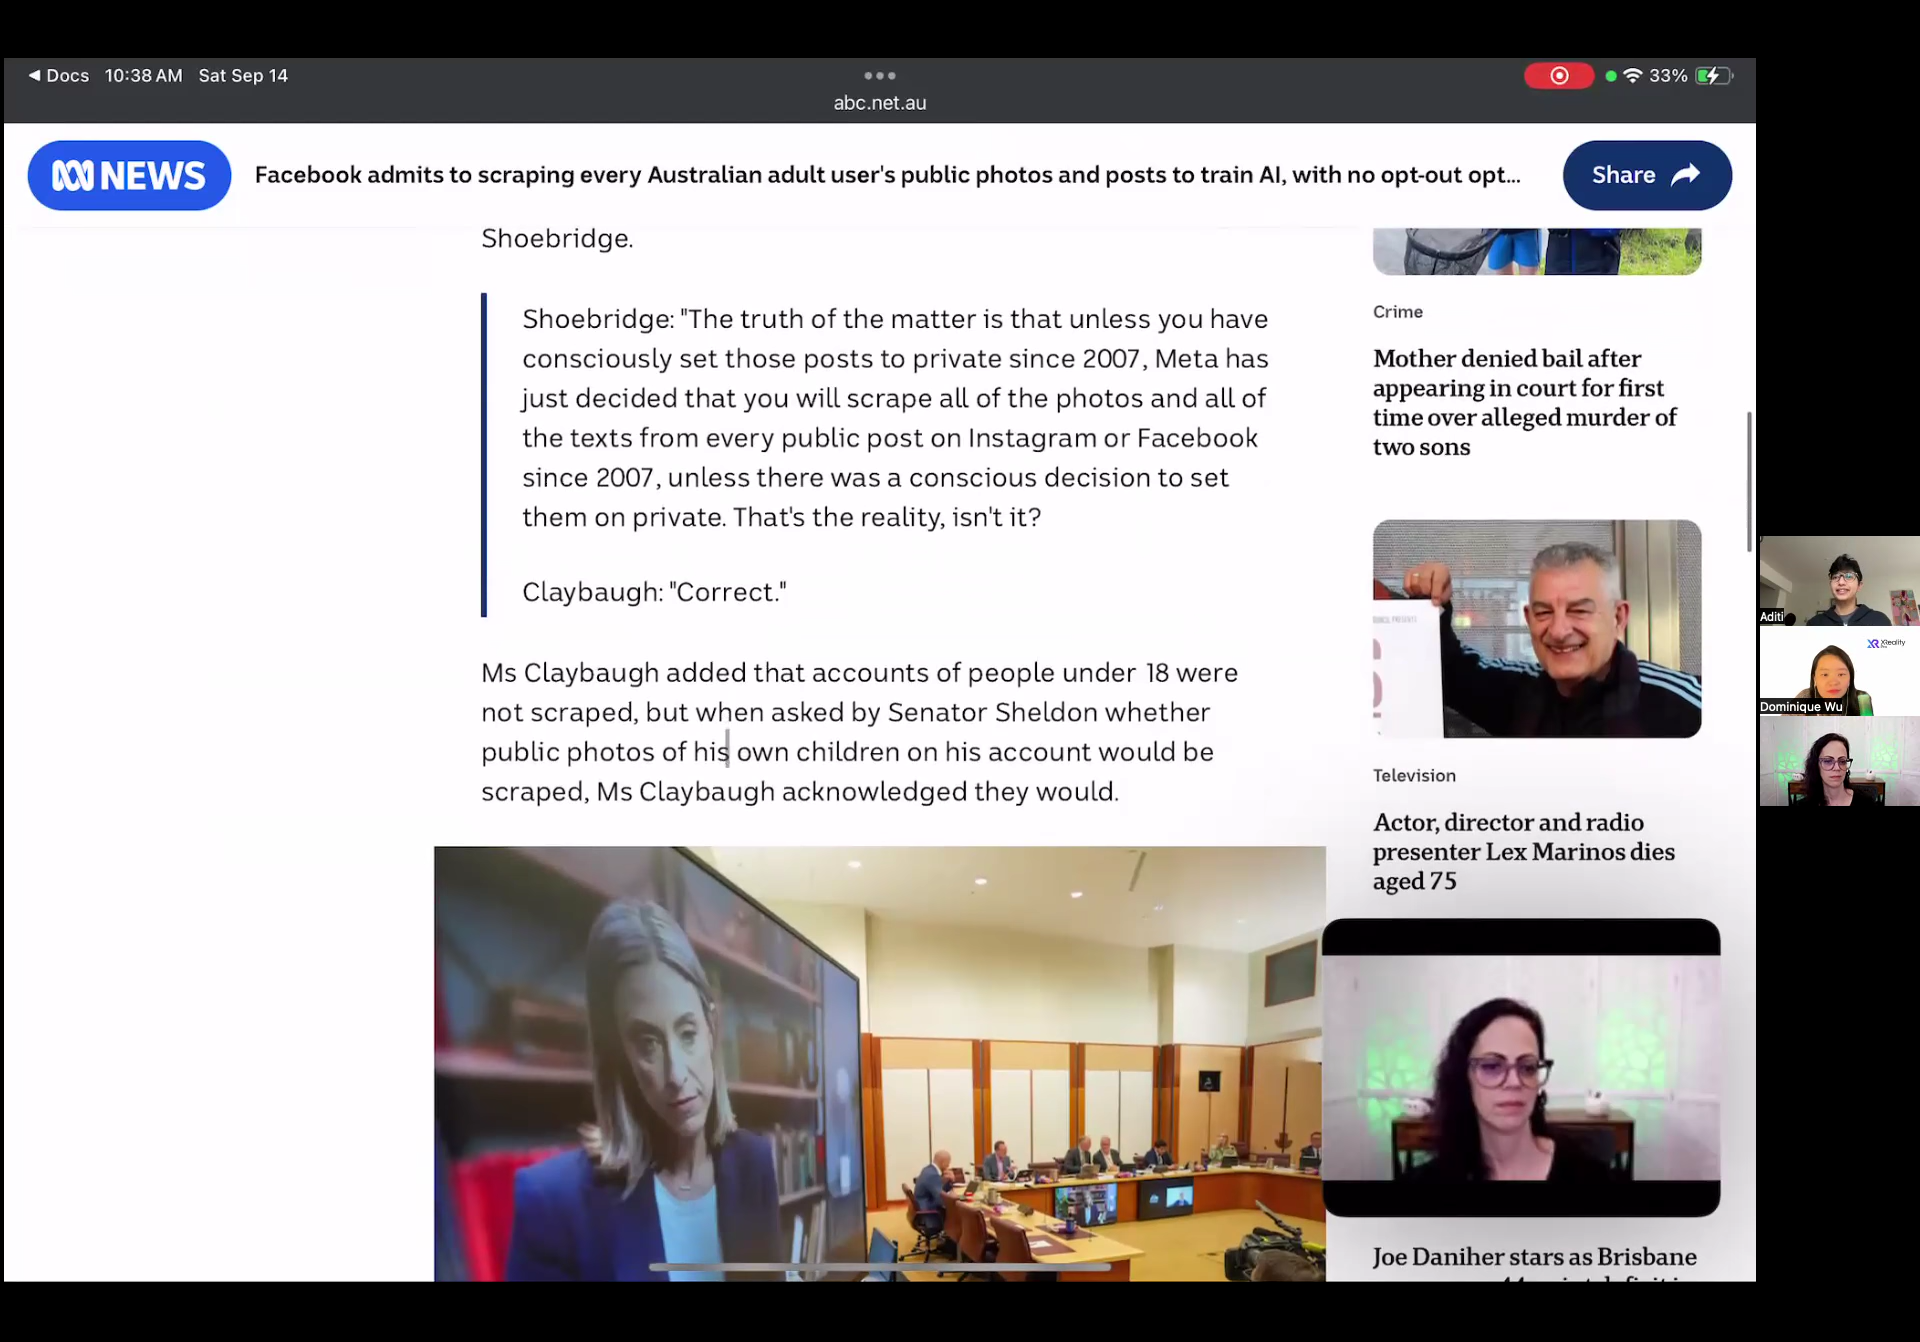 Docs 10:38 AM Sat Sep 14
33%
abc.net.au
NEWS
Facebook admits to scraping every Australian adult user's public photos and posts to train AI, with no opt-out opt...
Share
Shoebridge.
Shoebridge: "The truth of the matter is that unless you have
consciously set those posts to private since 2007, Meta has
just decided that you will scrape all of the photos and all of
the texts from every public post on Instagram or Facebook
since 2007, unless there was a conscious decision to set
them on private. That's the reality, isn't it?
Claybaugh: "Correct."
Ms Claybaugh added that accounts of people under 18 were
not scraped, but when asked by Senator Sheldon whether
public photos of his own children on his account would be
scraped, Ms Claybaugh acknowledged they would.
Crime
Mother denied bail after
appearing in court for first
time over alleged murder of
two sons
Television
Actor, director and radio
presenter Lex Marinos dies
aged 75
Joe Daniher stars as Brisbane
Aditi
XReality
Dominique Wu